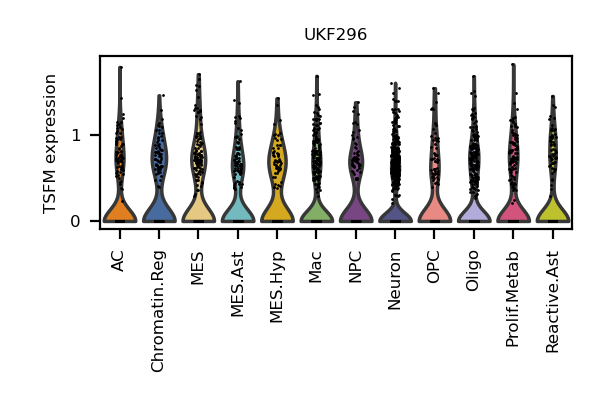 UKF296
TSFM expression
1
0
AC
Chromatin.Reg
MES
MES.Ast
MES.Hyp
Mac
NPC
Neuron
OPC
Oligo
Prolif.Metab
Reactive.Ast